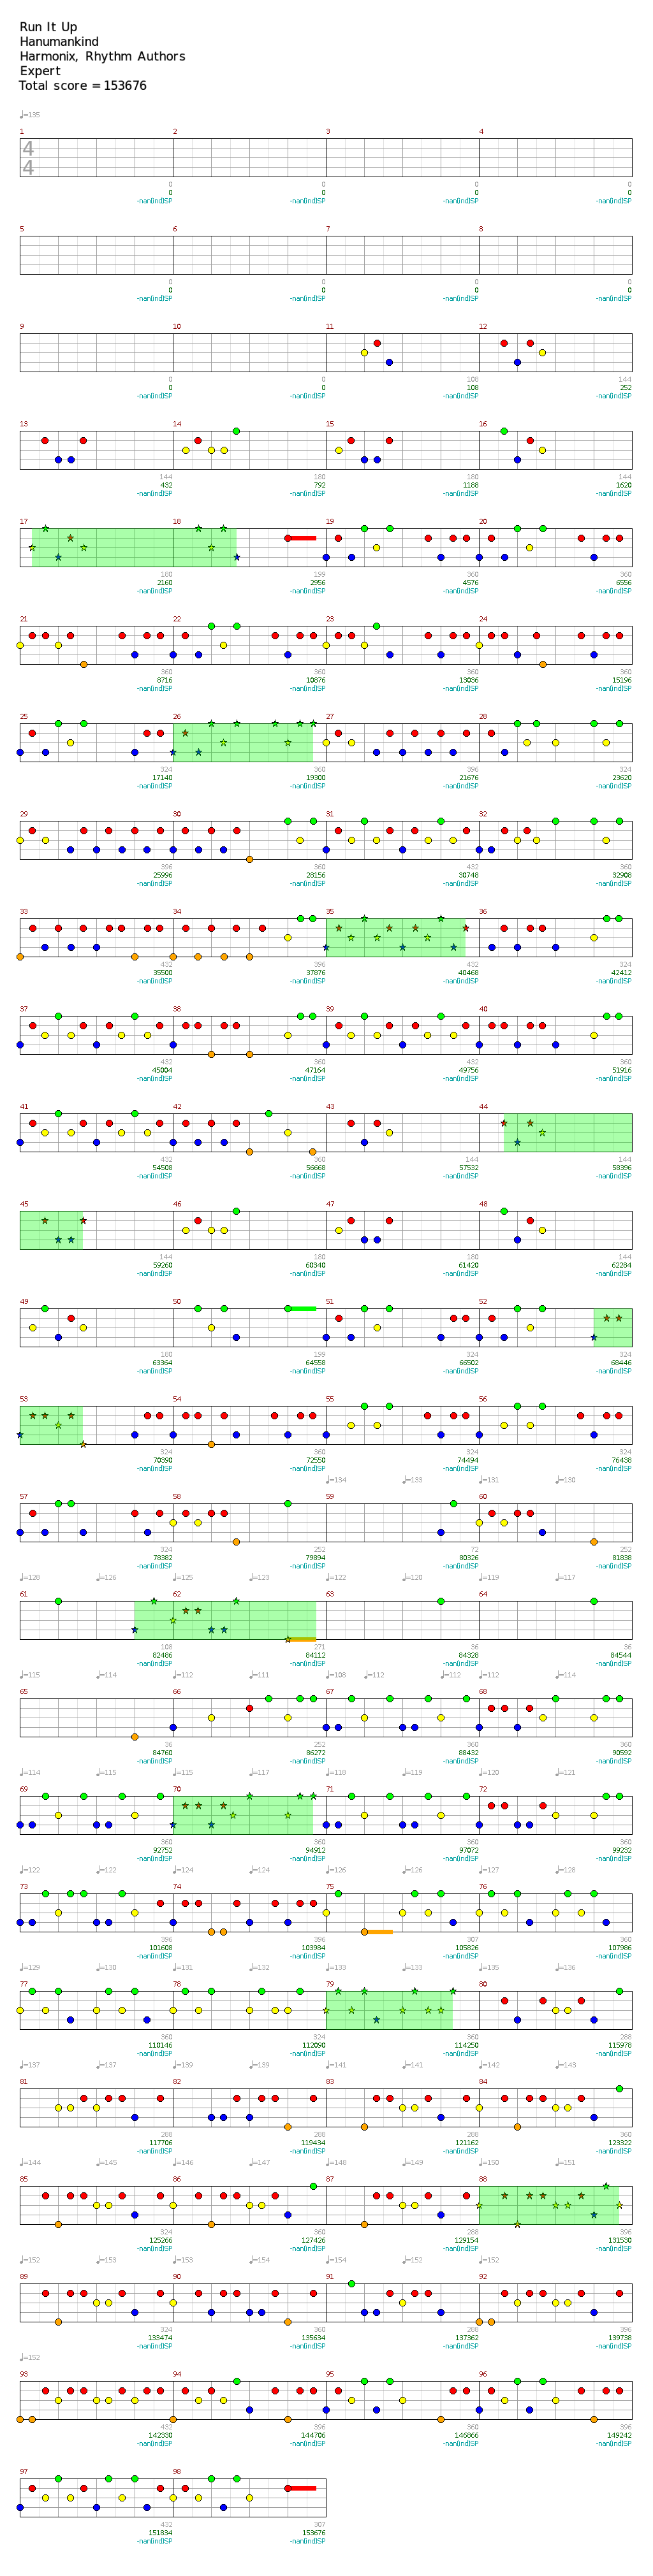 Run It Up
Hanumankind
Harmonix, Rhythm Authors
Expert
Total score = 153676
♩=135
1 2 3 4
4
4
0 0 0 0
0 0 0 0
-nan(ind)SP -nan(ind)SP -nan(ind)SP -nan(ind)SP
5 6 7 8
0 0 0 0
0 0 0 0
-nan(ind)SP -nan(ind)SP -nan(ind)SP -nan(ind)SP
9 10 11 12
0 0 108 144
0 0 108 252
-nan(ind)SP -nan(ind)SP -nan(ind)SP -nan(ind)SP
13 14 15 16
144 180 180 144
432 792 1188 1620
-nan(ind)SP -nan(ind)SP -nan(ind)SP -nan(ind)SP
17 18 19 20
180 199 360 360
2160 2956 4576 6556
-nan(ind)SP -nan(ind)SP -nan(ind)SP -nan(ind)SP
21 22 23 24
360 360 360 360
8716 10876 13036 15196
-nan(ind)SP -nan(ind)SP -nan(ind)SP -nan(ind)SP
25 26 27 28
324 360 396 324
17140 19300 21676 23620
-nan(ind)SP -nan(ind)SP -nan(ind)SP -nan(ind)SP
29 30 31 32
396 360 432 360
25996 28156 30748 32908
-nan(ind)SP -nan(ind)SP -nan(ind)SP -nan(ind)SP
33 34 35 36
432 396 432 360
35500 37876 40468 42412
-nan(ind)SP -nan(ind)SP -nan(ind)SP -nan(ind)SP
37 38 39 40
432 360 432 360
45004 47164 49756 51916
-nan(ind)SP -nan(ind)SP -nan(ind)SP -nan(ind)SP
41 42 43 44
432 360 144 144
54508 56668 57532 58396
-nan(ind)SP -nan(ind)SP -nan(ind)SP -nan(ind)SP
45 46 47 48
144 180 180 144
59260 60340 61420 62284
-nan(ind)SP -nan(ind)SP -nan(ind)SP -nan(ind)SP
49 50 51 52
180 199 324 324
63364 64558 66502 68446
-nan(ind)SP -nan(ind)SP -nan(ind)SP -nan(ind)SP
53 54 55 56
324 360 324 324
70390 72550 74494 76438
-nan(ind)SP -nan(ind)SP -nan(ind)SP -nan(ind)SP
♩=134 ♩=133 ♩=131 ♩=130
57 58 59 60
324 252 72 252
78382 79894 80326 81838
-nan(ind)SP -nan(ind)SP -nan(ind)SP -nan(ind)SP
♩=128 ♩=126 ♩=125 ♩=123 ♩=122 ♩=120 ♩=119 ♩=117
61 62 63 64
108 271 36 36
82486 84112 84328 84544
-nan(ind)SP -nan(ind)SP -nan(ind)SP -nan(ind)SP
♩=115 ♩=114 ♩=112 ♩=111 ♩=108 ♩=112 ♩=112 ♩=112 ♩=114
65 66 67 68
36 252 360 360
84760 86272 88432 90592
-nan(ind)SP -nan(ind)SP -nan(ind)SP -nan(ind)SP
♩=114 ♩=115 ♩=115 ♩=117 ♩=118 ♩=119 ♩=120 ♩=121
69 70 71 72
360 360 360 360
92752 94912 97072 99232
-nan(ind)SP -nan(ind)SP -nan(ind)SP -nan(ind)SP
♩=122 ♩=122 ♩=124 ♩=124 ♩=126 ♩=126 ♩=127 ♩=128
73 74 75 76
396 396 307 360
101608 103984 105826 107986
-nan(ind)SP -nan(ind)SP -nan(ind)SP -nan(ind)SP
♩=129 ♩=130 ♩=131 ♩=132 ♩=133 ♩=133 ♩=135 ♩=136
77 78 79 80
360 324 360 288
110146 112090 114250 115978
-nan(ind)SP -nan(ind)SP -nan(ind)SP -nan(ind)SP
♩=137 ♩=137 ♩=139 ♩=139 ♩=141 ♩=141 ♩=142 ♩=143
81 82 83 84
288 288 288 360
117706 119434 121162 123322
-nan(ind)SP -nan(ind)SP -nan(ind)SP -nan(ind)SP
♩=144 ♩=145 ♩=146 ♩=147 ♩=148 ♩=149 ♩=150 ♩=151
85 86 87 88
324 360 288 396
125266 127426 129154 131530
-nan(ind)SP -nan(ind)SP -nan(ind)SP -nan(ind)SP
♩=152 ♩=153 ♩=153 ♩=154 ♩=154 ♩=152 ♩=152
89 90 91 92
324 360 288 396
133474 135634 137362 139738
-nan(ind)SP -nan(ind)SP -nan(ind)SP -nan(ind)SP
♩=152
93 94 95 96
432 396 360 396
142330 144706 146866 149242
-nan(ind)SP -nan(ind)SP -nan(ind)SP -nan(ind)SP
97 98
432 307
151834 153676
-nan(ind)SP -nan(ind)SP